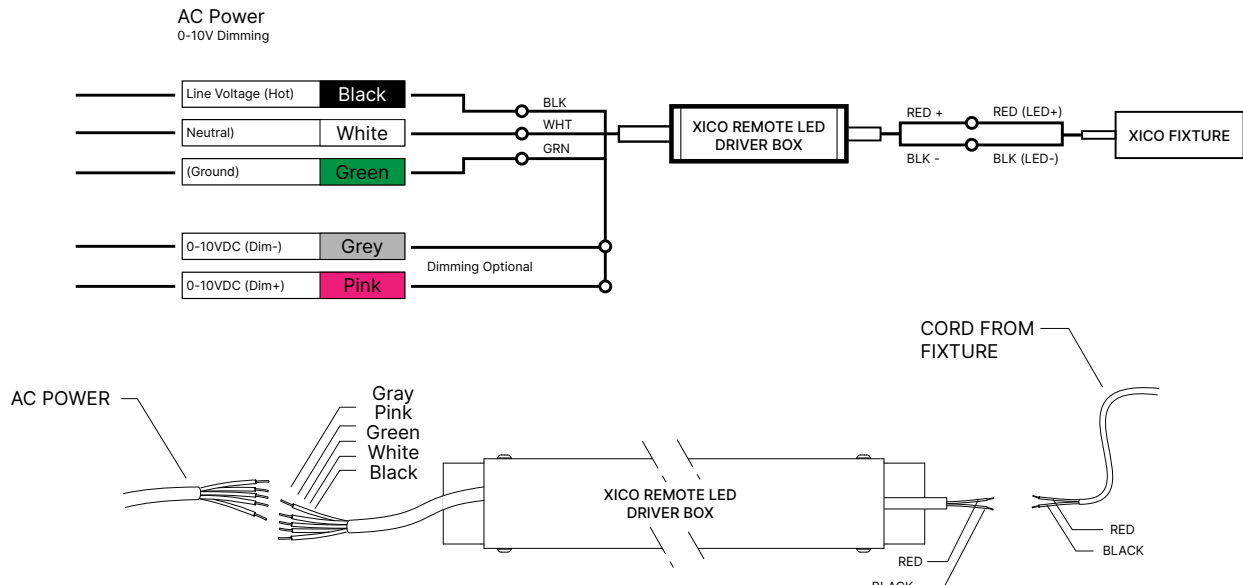 AC Power
0-10V Dimming
Line Voltage (Hot) Black
BLK
Neutral) White
WHT
(Ground) Green
GRN
XICO REMOTE LED
DRIVER BOX
RED + RED (LED+)
BLK - BLK (LED-)
XICO FIXTURE
0-10VDC (Dim-) Grey
Dimming Optional
0-10VDC (Dim+) Pink
CORD FROM
FIXTURE
AC POWER
Gray
Pink
Green
White
Black
XICO REMOTE LED
DRIVER BOX
RED
BLACK
RED
BLACK